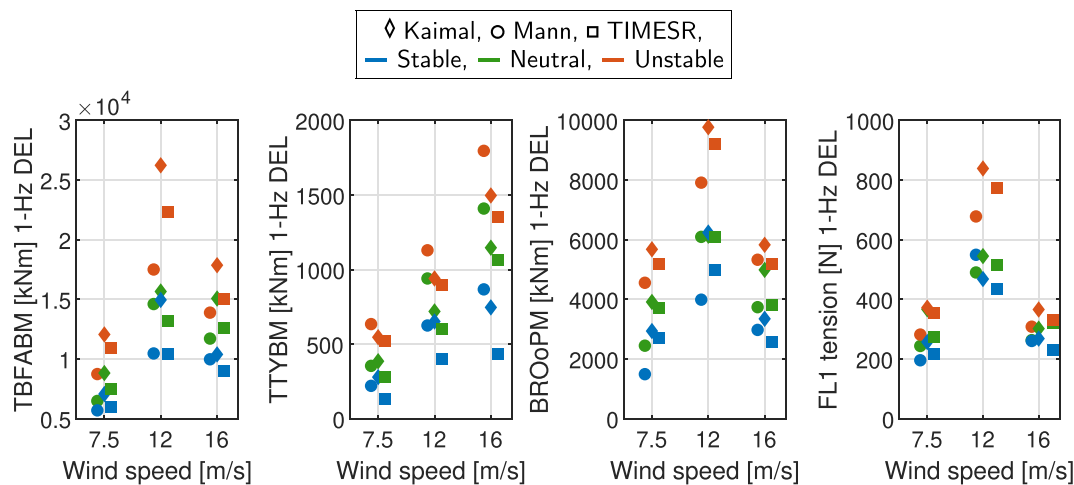 Kaimal, Mann, TIMESR,
Stable, Neutral, Unstable
×10^4
3
2.5
2
1.5
1
0.5
7.5 12 16
Wind speed [m/s]
TBFABM [kNm] 1-Hz DEL
2000
1500
1000
500
0
7.5 12 16
Wind speed [m/s]
TTYBM [kNm] 1-Hz DEL
10000
8000
6000
4000
2000
0
7.5 12 16
Wind speed [m/s]
BROoPM [kNm] 1-Hz DEL
1000
800
600
400
200
0
7.5 12 16
Wind speed [m/s]
FL1 tension [N] 1-Hz DEL